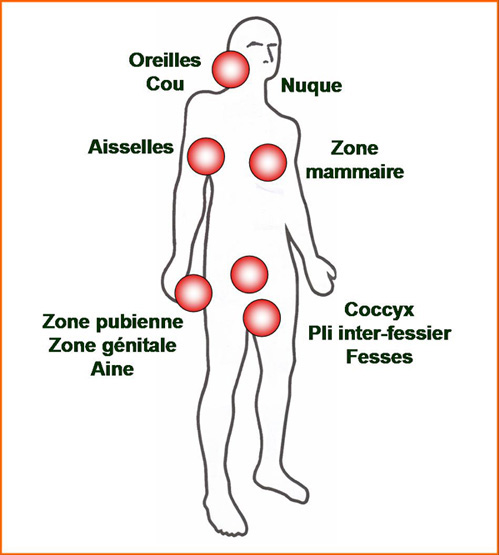 Oreilles
Cou
Nuque
Aisselles
Zone
mammaire
Zone pubienne
Zone génitale
Aine
Coccyx
Pli inter-fessier
Fesses